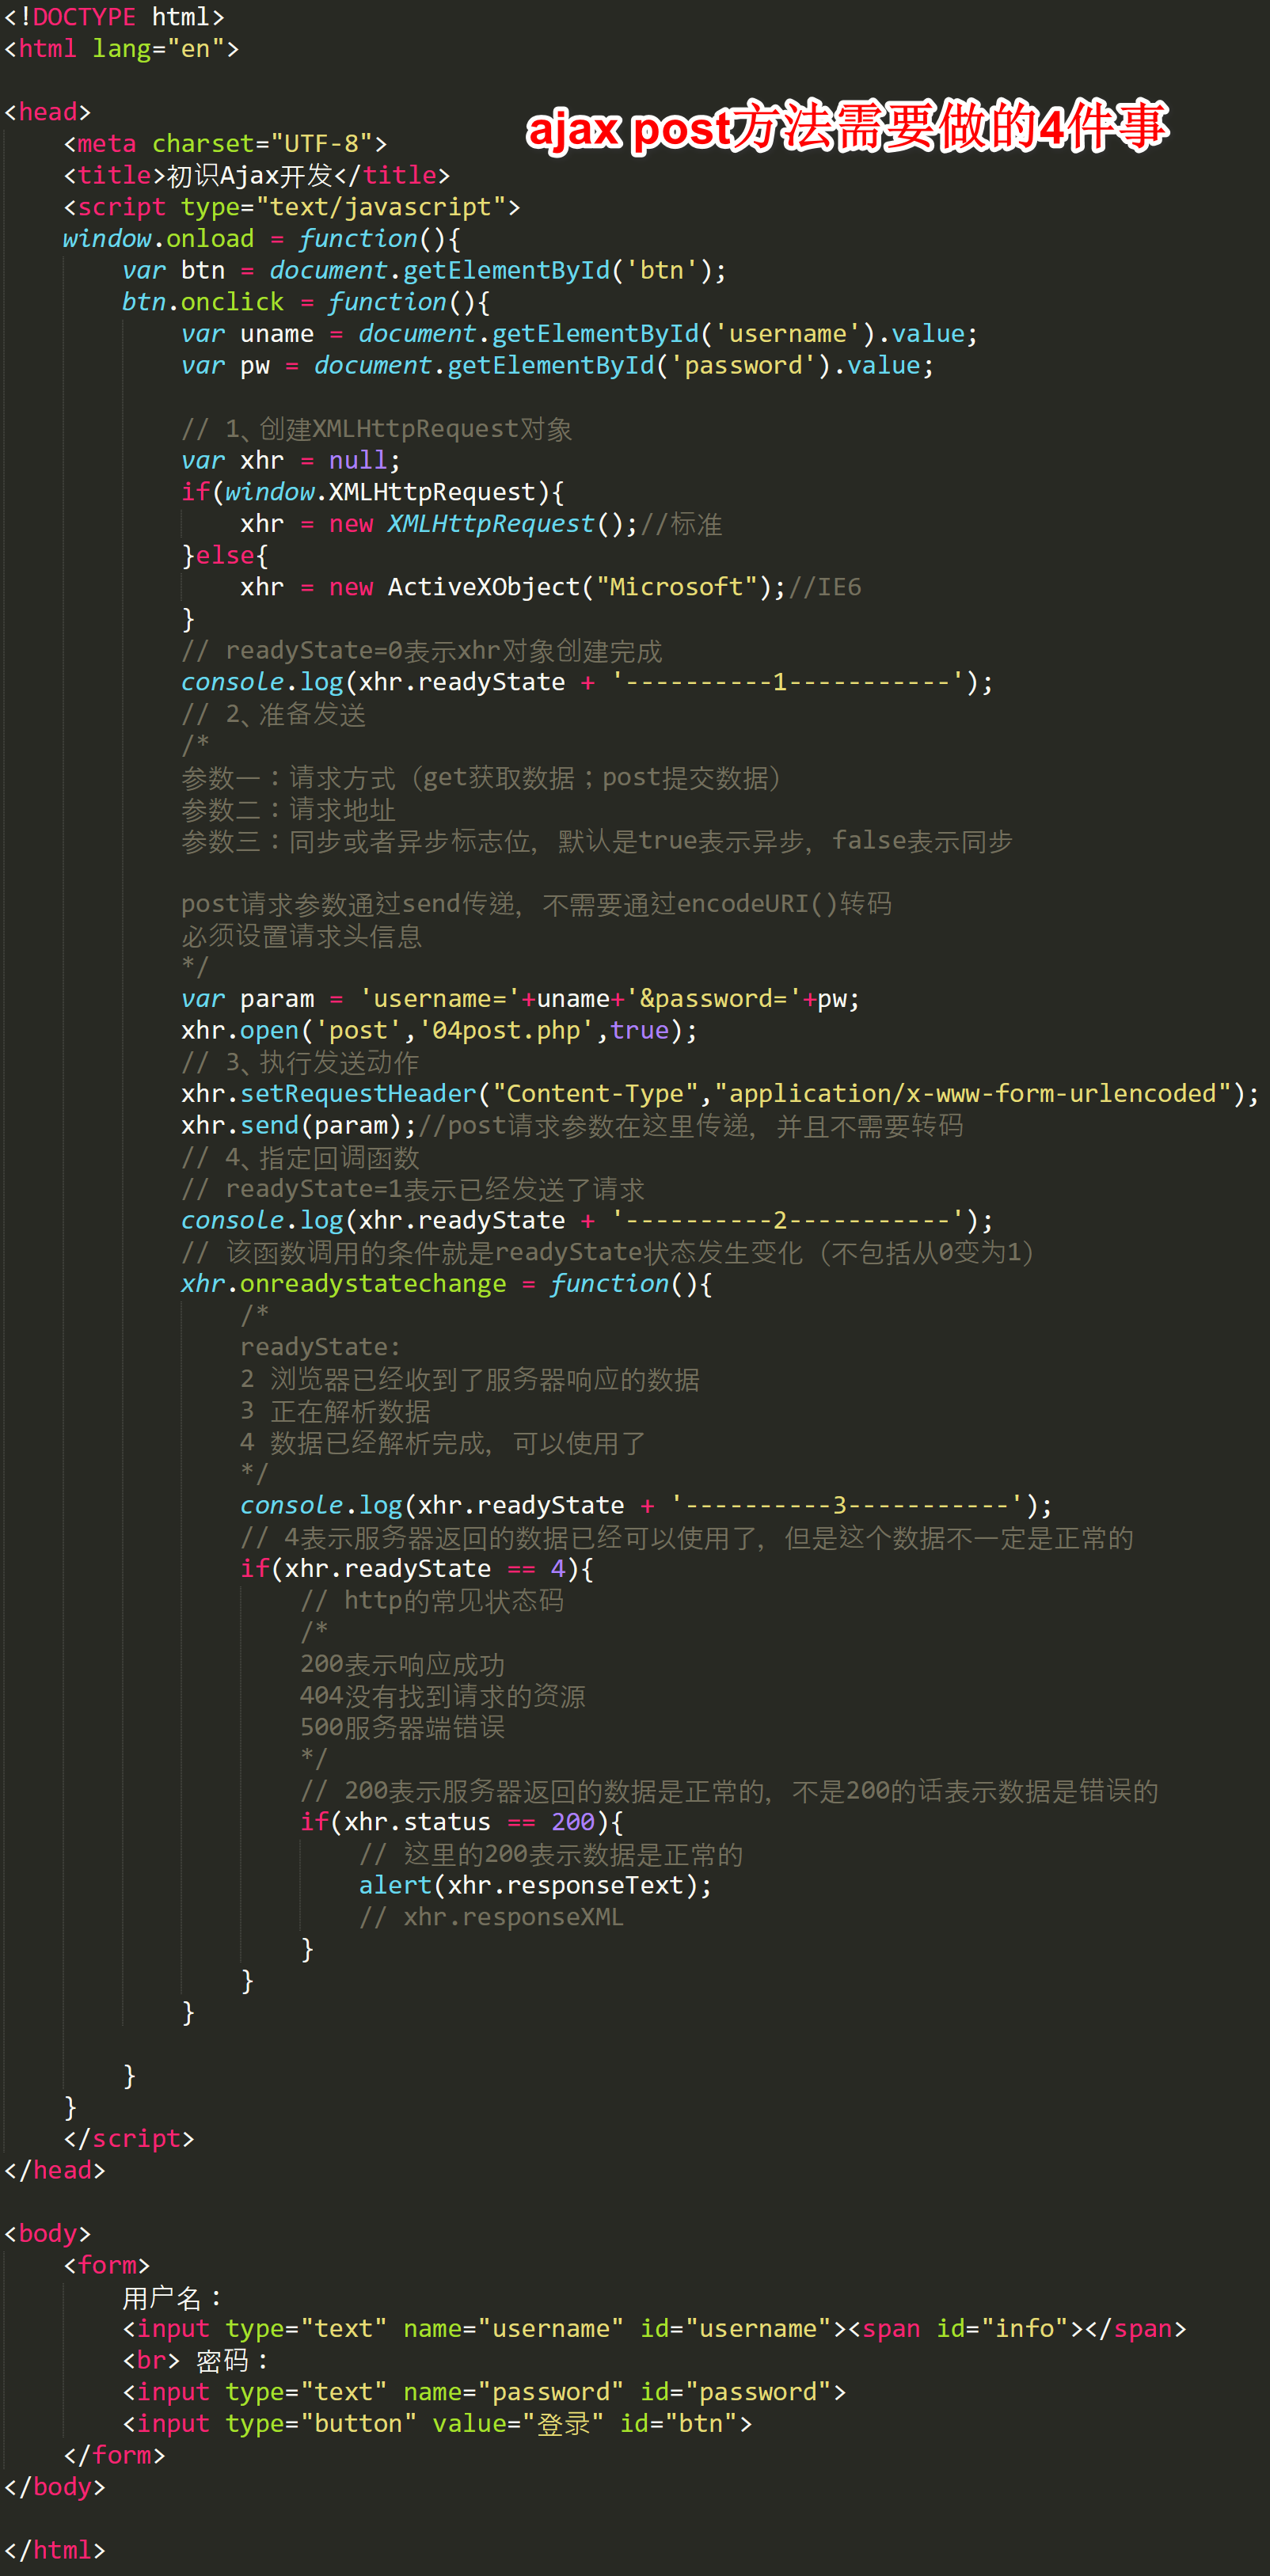 <!DOCTYPE html>
<html lang="en">
<head>
ajax post方法需要做的4件事
<meta charset="UTF-8">
<title>初识Ajax开发</title>
<script type="text/javascript">
window.onload = function(){
var btn = document.getElementById('btn');
btn.onclick = function(){
var uname = document.getElementById('username').value;
var pw = document.getElementById('password').value;
// 1、创建XMLHttpRequest对象
var xhr = null;
if(window.XMLHttpRequest){
xhr = new XMLHttpRequest();//标准
}else{
xhr = new ActiveXObject("Microsoft");//IE6
}
// readyState=0表示xhr对象创建完成
console.log(xhr.readyState + '----------1-----------');
// 2、准备发送
/*
参数一：请求方式（get获取数据；post提交数据）
参数二：请求地址
参数三：同步或者异步标志位，默认是true表示异步，false表示同步
post请求参数通过send传递，不需要通过encodeURI()转码
必须设置请求头信息
*/
var param = 'username='+uname+'&password='+pw;
xhr.open('post','04post.php',true);
// 3、执行发送动作
xhr.setRequestHeader("Content-Type","application/x-www-form-urlencoded");
xhr.send(param);//post请求参数在这里传递，并且不需要转码
// 4、指定回调函数
// readyState=1表示已经发送了请求
console.log(xhr.readyState + '----------2-----------');
// 该函数调用的条件就是readyState状态发生变化（不包括从0变为1）
xhr.onreadystatechange = function(){
/*
readyState:
2 浏览器已经收到了服务器响应的数据
3 正在解析数据
4 数据已经解析完成，可以使用了
*/
console.log(xhr.readyState + '----------3-----------');
// 4表示服务器返回的数据已经可以使用了，但是这个数据不一定是正常的
if(xhr.readyState == 4){
// http的常见状态码
/*
200表示响应成功
404没有找到请求的资源
500服务器端错误
*/
// 200表示服务器返回的数据是正常的，不是200的话表示数据是错误的
if(xhr.status == 200){
// 这里的200表示数据是正常的
alert(xhr.responseText);
// xhr.responseXML
}
}
}
}
}
</script>
</head>
<body>
<form>
用户名：
<input type="text" name="username" id="username"><span id="info"></span>
<br> 密码：
<input type="text" name="password" id="password">
<input type="button" value="登录" id="btn">
</form>
</body>
</html>